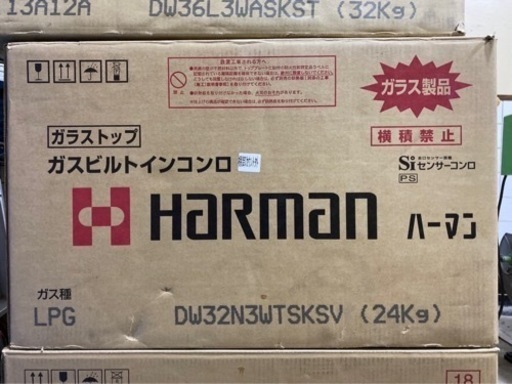 13A12A DW36L3WASKST (32Kg)
ガラス製品
ガラストップ
横積禁止
ガスビルトインコンロ
Si センサーコンロ
PS
HARMAN ハーマン
ガス種
LPG
DW32N3WTSKSV (24Kg)
18